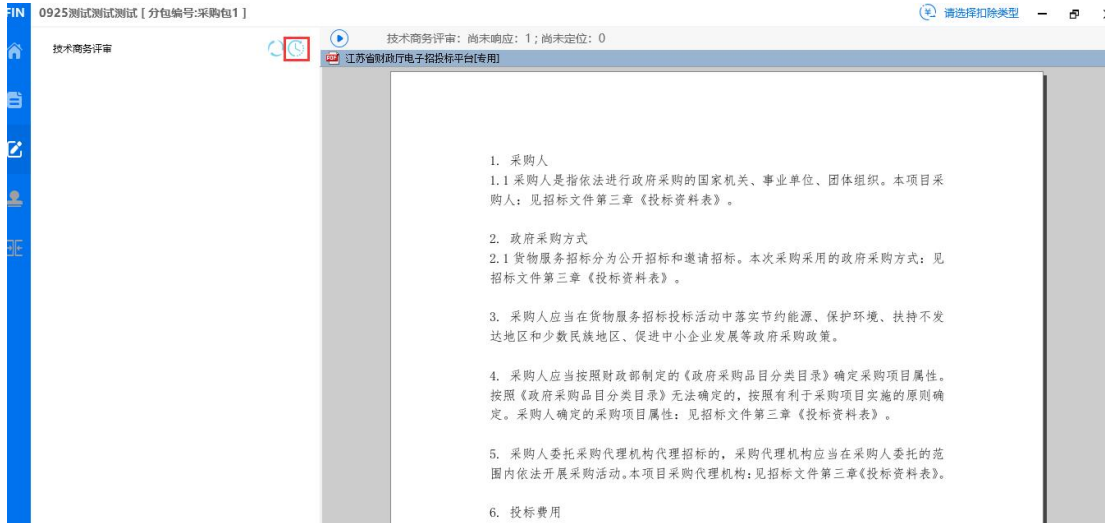 FIN 0925测试测试测试 [ 分包编号:采购包1 ] 请选择扣除类型
技术商务评审
技术商务评审：尚未响应：1；尚未定位：0
PDF 江苏省财政厅电子招投标平台[专用]
1. 采购人
1.1 采购人是指依法进行政府采购的国家机关、事业单位、团体组织。本项目采
购人：见招标文件第三章《投标资料表》。
2. 政府采购方式
2.1 货物服务招标分为公开招标和邀请招标。本次采购采用的政府采购方式：见
招标文件第三章《投标资料表》。
3. 采购人应当在货物服务招标投标活动中落实节约能源、保护环境、扶持不发
达地区和少数民族地区、促进中小企业发展等政府采购政策。
4. 采购人应当按照财政部制定的《政府采购品目分类目录》确定采购项目属性。
按照《政府采购品目分类目录》无法确定的，按照有利于采购项目实施的原则确
定。采购人确定的采购项目属性：见招标文件第三章《投标资料表》。
5. 采购人委托采购代理机构代理招标的，采购代理机构应当在采购人委托的范
围内依法开展采购活动。本项目采购代理机构：见招标文件第三章《投标资料表》。
6. 投标费用